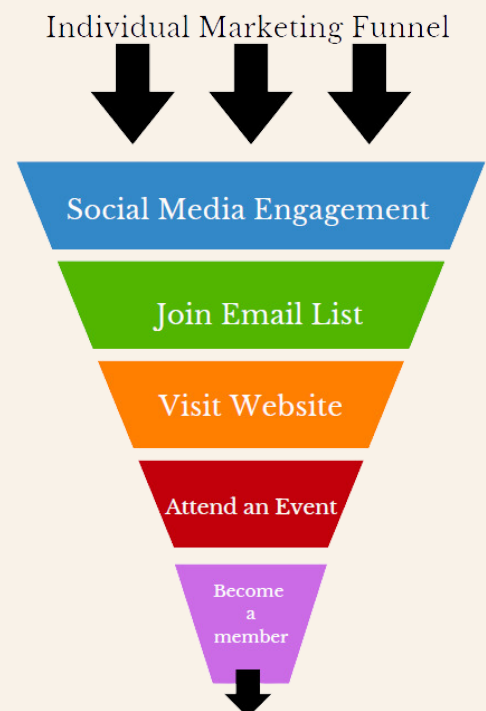 Individual Marketing Funnel
Social Media Engagement
Join Email List
Visit Website
Attend an Event
Become
a
member